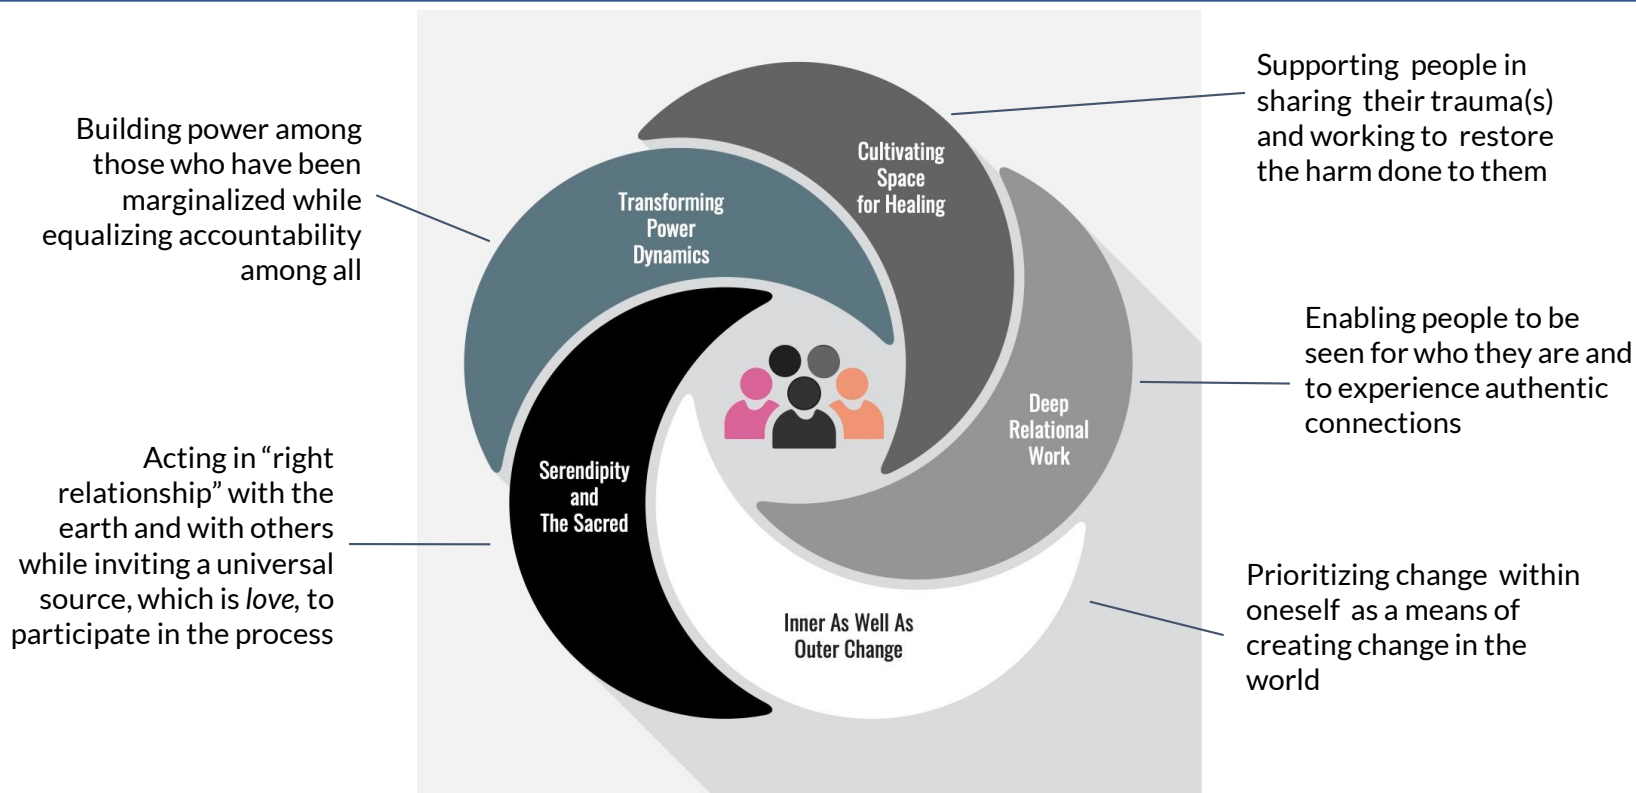 Building power among
those who have been
marginalized while
equalizing accountability
among all
Transforming
Power
Dynamics
Cultivating
Space
for Healing
Supporting people in
sharing their trauma(s)
and working to restore
the harm done to them
Deep
Relational
Work
Enabling people to be
seen for who they are and
to experience authentic
connections
Acting in “right
relationship” with the
earth and with others
while inviting a universal
source, which is love, to
participate in the process
Serendipity
and
The Sacred
Inner As Well As
Outer Change
Prioritizing change within
oneself as a means of
creating change in the
world